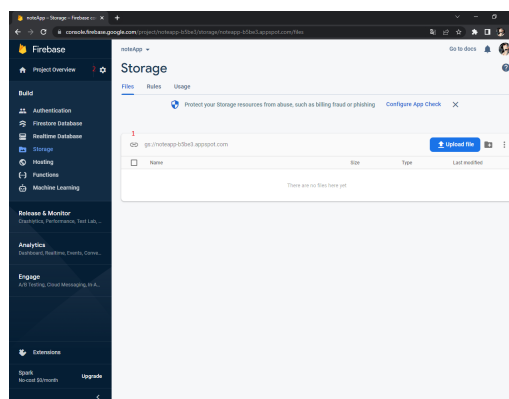 noteApp – Storage – Firebase co
console.firebase.google.com/project/noteapp-b5be3/storage/noteapp-b5be3.appspot.com/files
Firebase
noteApp
Go to docs
Project Overview
2
Storage
Files
Rules
Usage
Build
Protect your Storage resources from abuse, such as billing fraud or phishing
Configure App Check
Authentication
Firestore Database
Realtime Database
Storage
Hosting
Functions
Machine Learning
1
gs://noteapp-b5be3.appspot.com
Upload file
Name
Size
Type
Last modified
There are no files here yet
Release & Monitor
Crashlytics, Performance, Test Lab, ...
Analytics
Dashboard, Realtime, Events, Conve...
Engage
A/B Testing, Cloud Messaging, In-A...
Extensions
Spark
No-cost $0/month
Upgrade